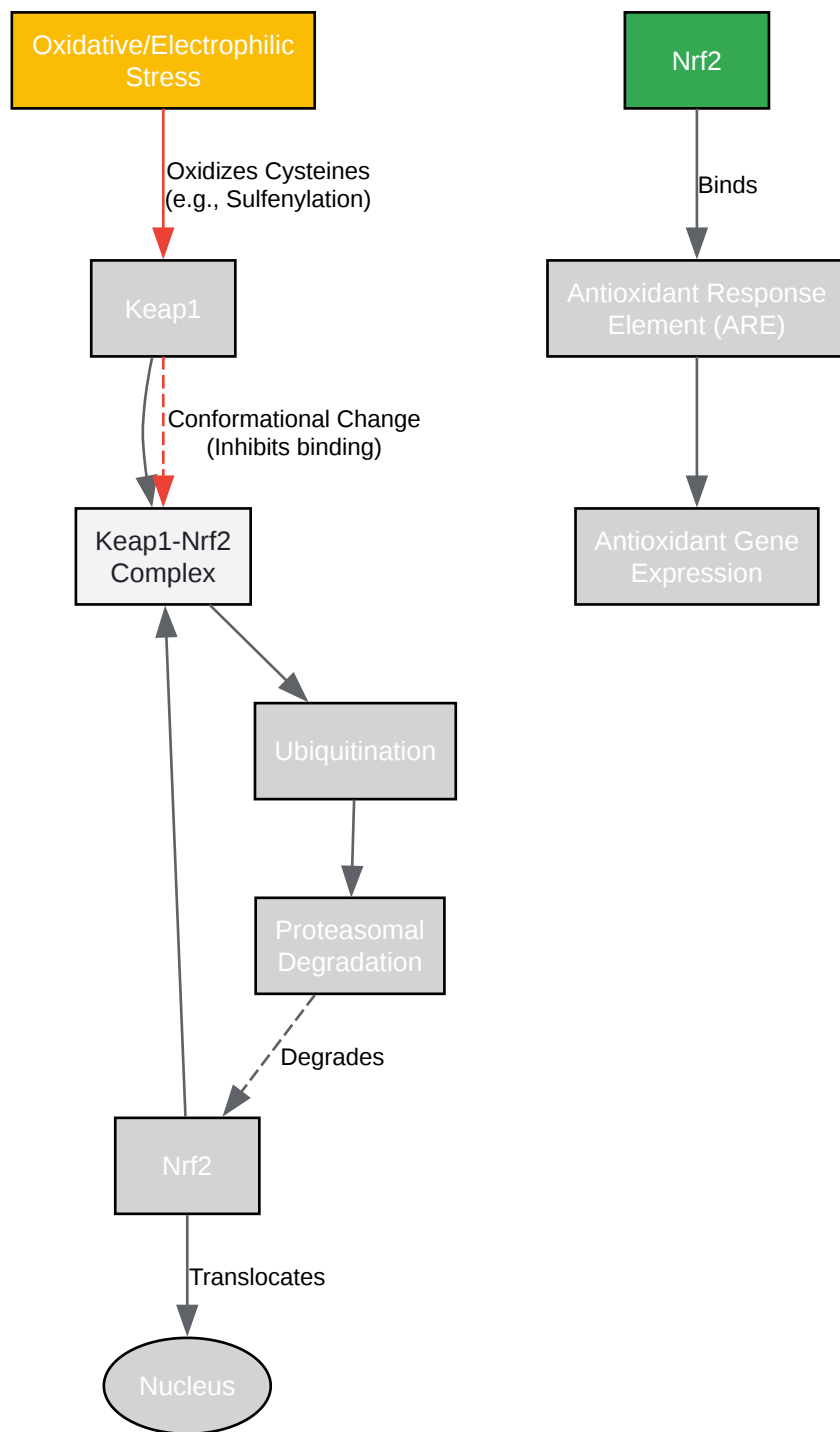 Oxidative/Electrophilic
Stress
Oxidizes Cysteines
(e.g., Sulfenylation)
Keap1
Conformational Change
(Inhibits binding)
Keap1-Nrf2
Complex
Ubiquitination
Proteasomal
Degradation
Degrades
Nrf2
Translocates
Nucleus
Nrf2
Binds
Antioxidant Response
Element (ARE)
Antioxidant Gene
Expression